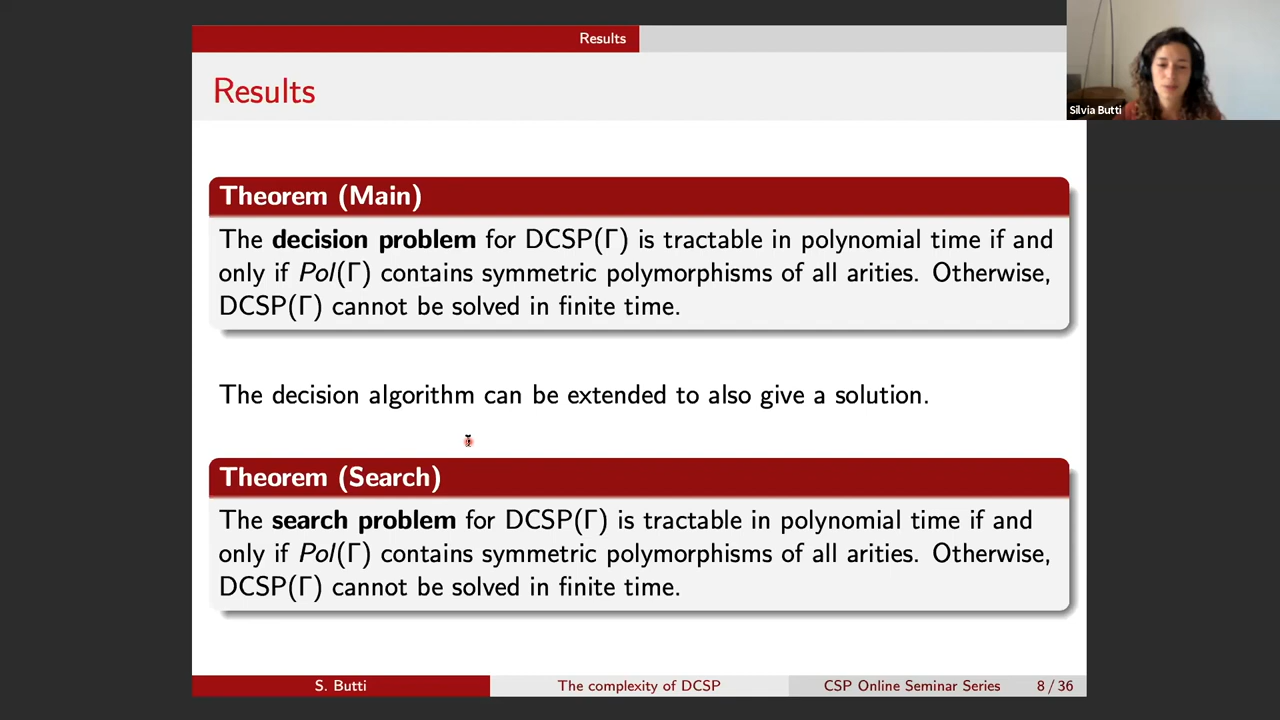 Results
Results
Silvia Butti
Theorem (Main)
The decision problem for DCSP(Γ) is tractable in polynomial time if and
only if Pol(Γ) contains symmetric polymorphisms of all arities. Otherwise,
DCSP(Γ) cannot be solved in finite time.
The decision algorithm can be extended to also give a solution.
Theorem (Search)
The search problem for DCSP(Γ) is tractable in polynomial time if and
only if Pol(Γ) contains symmetric polymorphisms of all arities. Otherwise,
DCSP(Γ) cannot be solved in finite time.
S. Butti
The complexity of DCSP
CSP Online Seminar Series
8 / 36